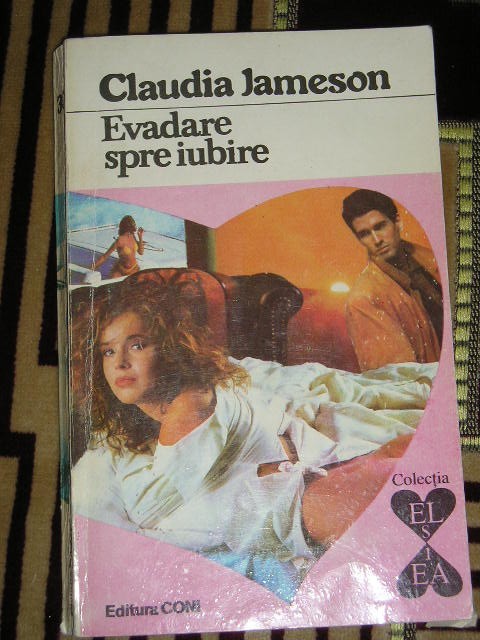 Claudia Jameson
Evadare
spre iubire
Colecția
EL
ȘI
EA
Editura CONI